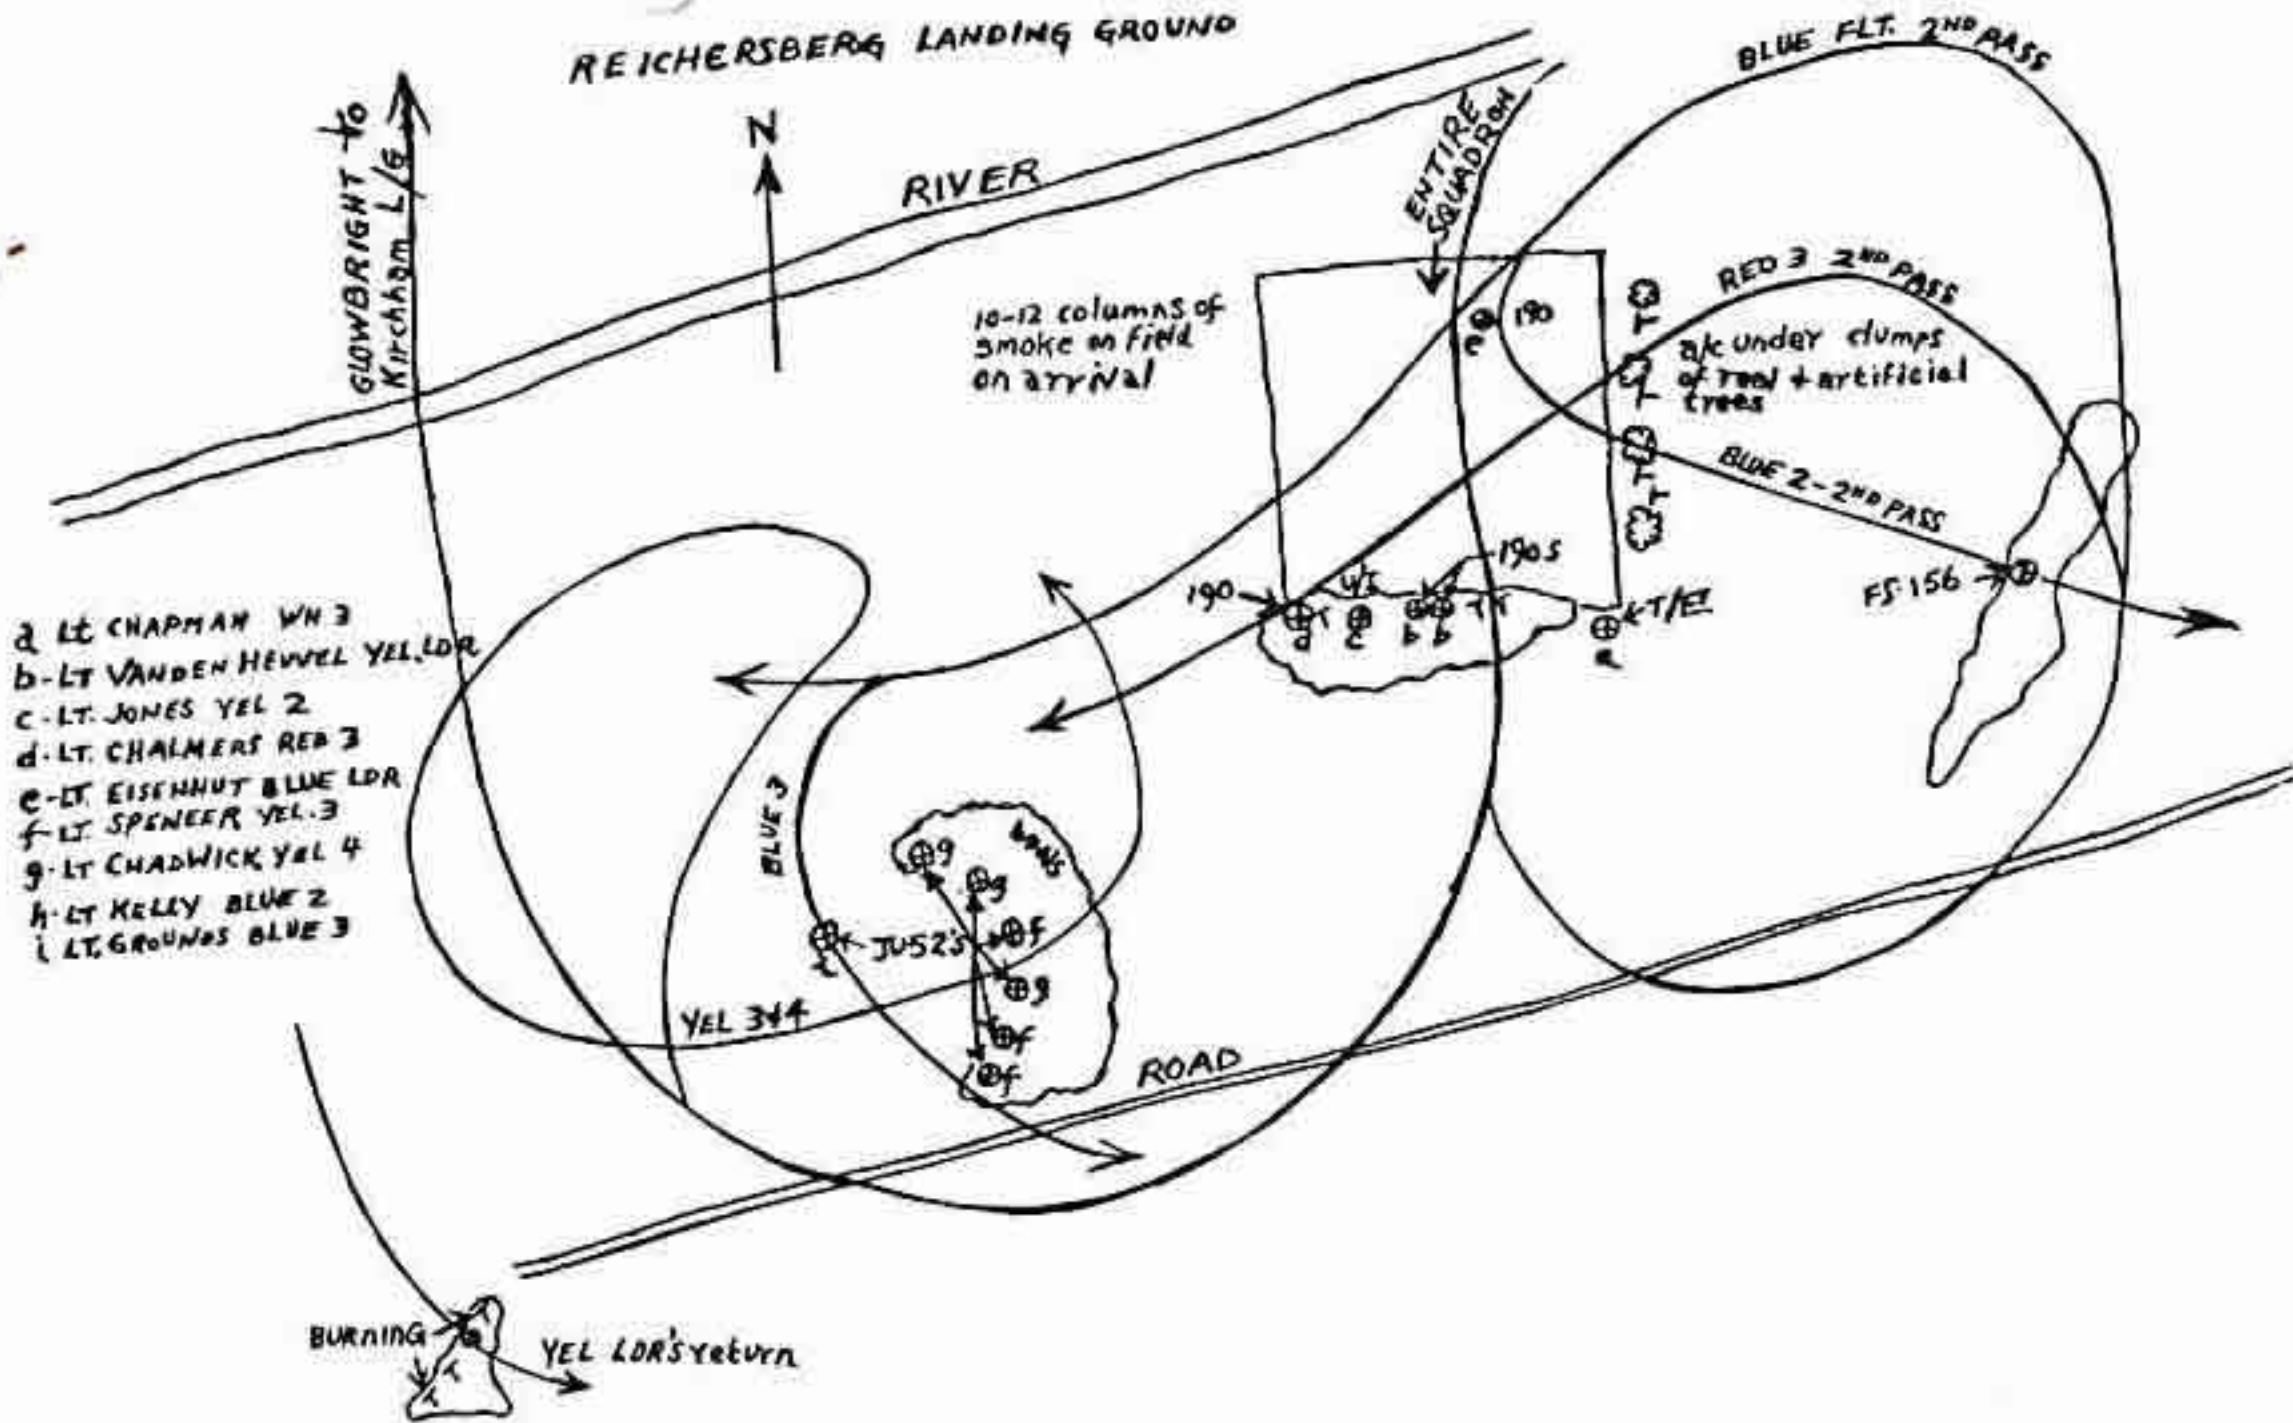 REICHERSBERG LANDING GROUND
BLUE FLT. 2ND PASS
GLOWBRIGHT to
Kirchham L/G
N
RIVER
ENTIRE
SQUADRON
RED 3 2ND PASS
10-12 columns of
smoke on field
on arrival
e
190
T
T
T
T
T
a/c under clumps
of real + artificial
trees
BLUE 2-2ND PASS
FS-156
190
190S
T
T T
d
c
b b
T/E
a LT CHAPMAN WH 3
b-LT VANDEN HEUVEL YEL. LDR
c-LT. JONES YEL 2
d-LT. CHALMERS RED 3
e-LT. EISENHUT BLUE LDR
f-LT. SPENEER YEL. 3
g-LT CHADWICK YEL 4
h-LT KELLY BLUE 2
i LT. GROUNDS BLUE 3
BLUE 3
g
g
f
JU-52's
g
YEL 3&4
f
f
ROAD
BURNING
T
T
YEL LDR'S return